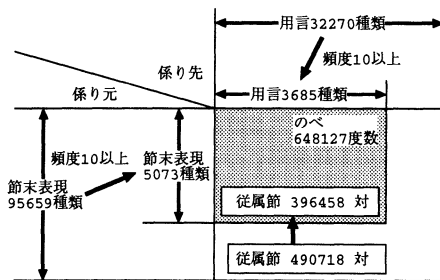 用言32270種類
頻度10以上
係り先
係り元
用言3685種類
のべ
648127度数
頻度10以上
節末表現
5073種類
節末表現
95659種類
従属節 396458 対
従属節 490718 対